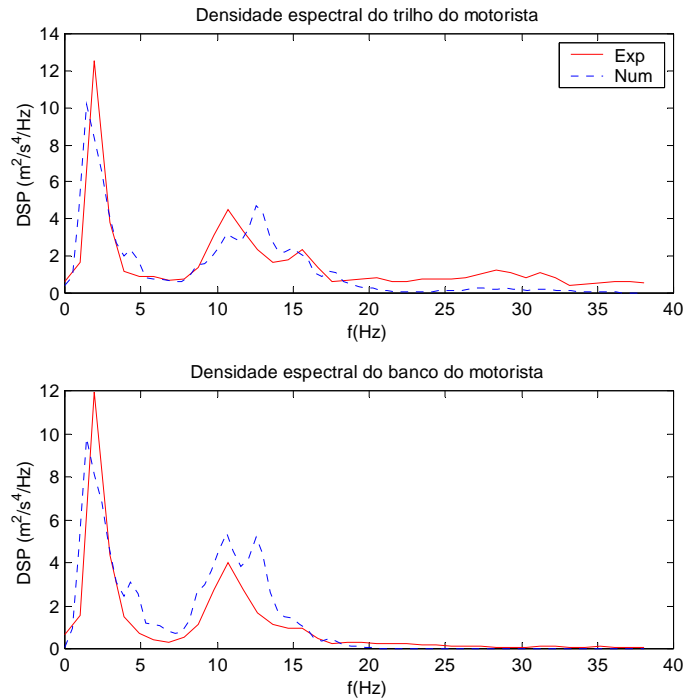 Densidade espectral do trilho do motorista
14
12
10
8
6
4
2
0
DSP (m²/s⁴/Hz)
Exp
Num
0 5 10 15 20 25 30 35 40
f(Hz)
Densidade espectral do banco do motorista
12
10
8
6
4
2
0
DSP (m²/s⁴/Hz)
0 5 10 15 20 25 30 35 40
f(Hz)